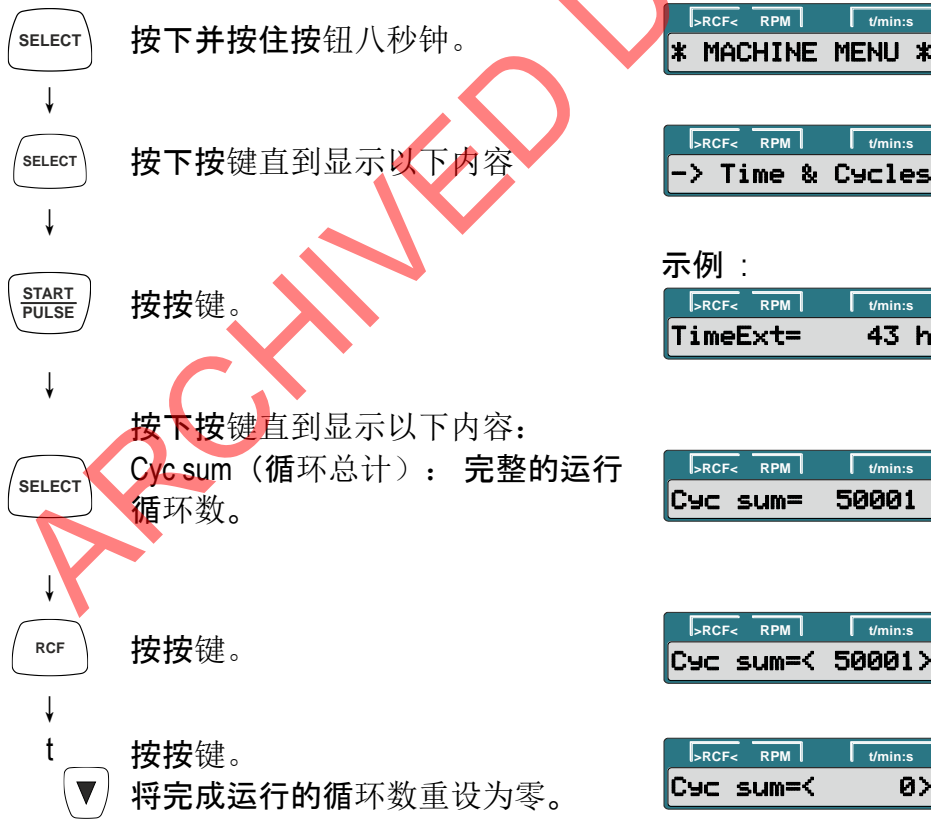 SELECT
按下并按住按钮八秒钟。
>RCF< RPM t/min:s
* MACHINE MENU *
↓
SELECT
按下按键直到显示以下内容
>RCF< RPM t/min:s
-> Time & Cycles
↓
示例 :
START
PULSE
按按键。
>RCF< RPM t/min:s
TimeExt= 43 h
↓
按下按键直到显示以下内容：
SELECT
Cyc sum（循环总计）： 完整的运行
循环数。
>RCF< RPM t/min:s
Cyc sum= 50001
↓
RCF
按按键。
>RCF< RPM t/min:s
Cyc sum=< 50001>
↓
t
▼
按按键。
将完成运行的循环数重设为零。
>RCF< RPM t/min:s
Cyc sum=< 0>
ARCHIVED D